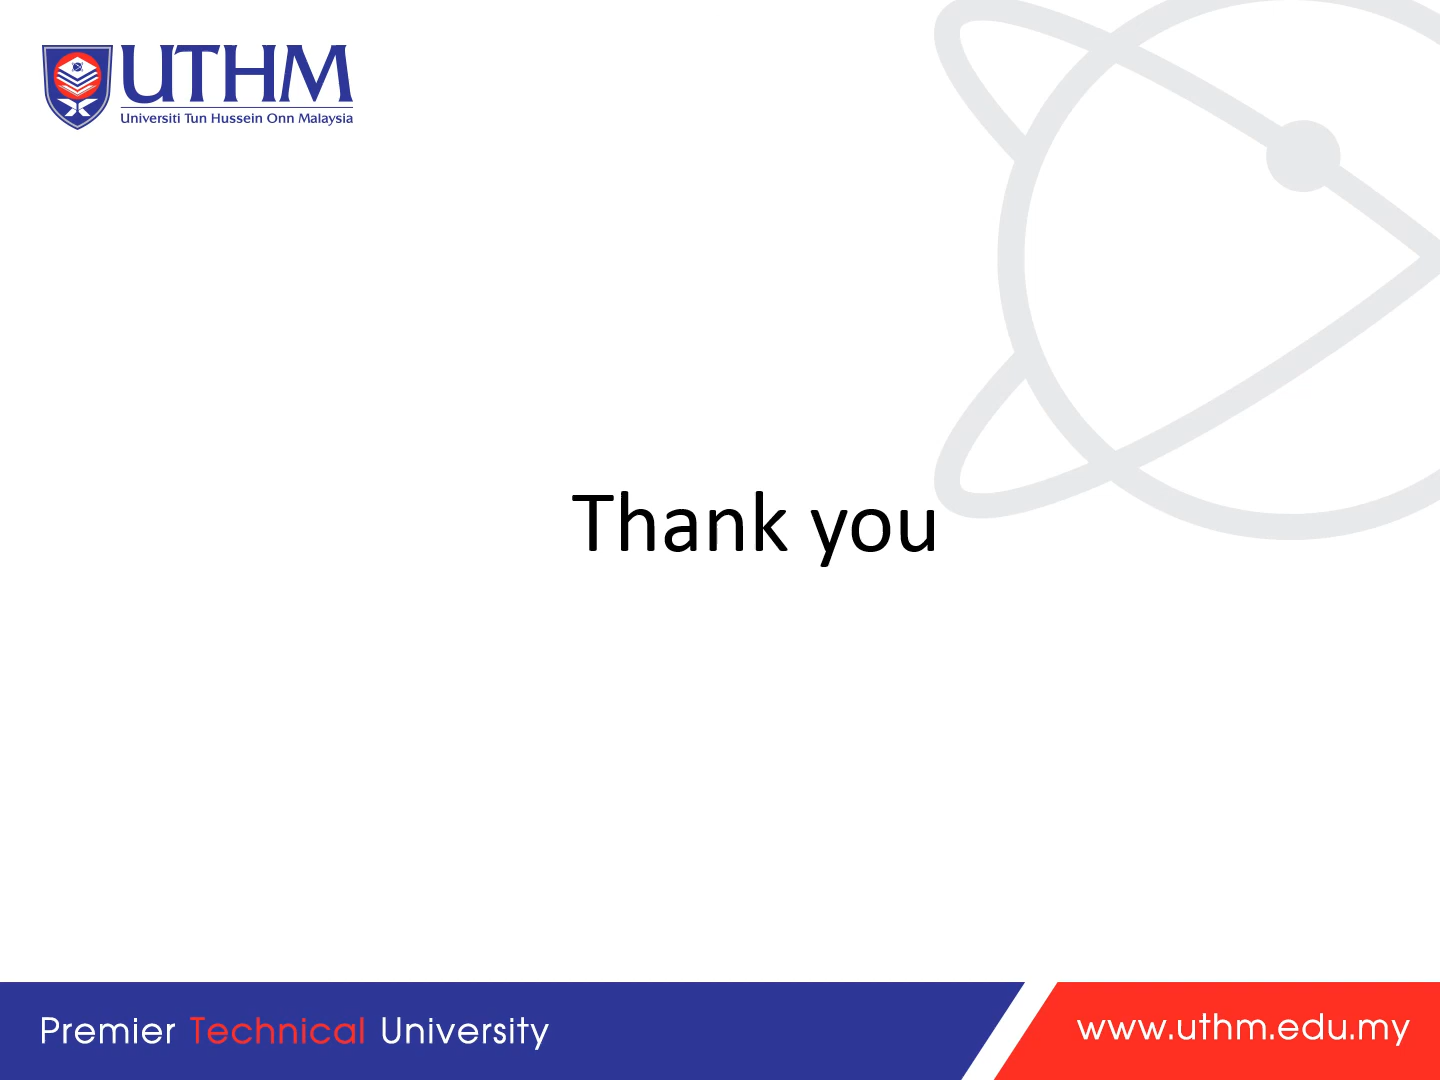 UTHM
Universiti Tun Hussein Onn Malaysia
Thank you
Premier Technical University
www.uthm.edu.my